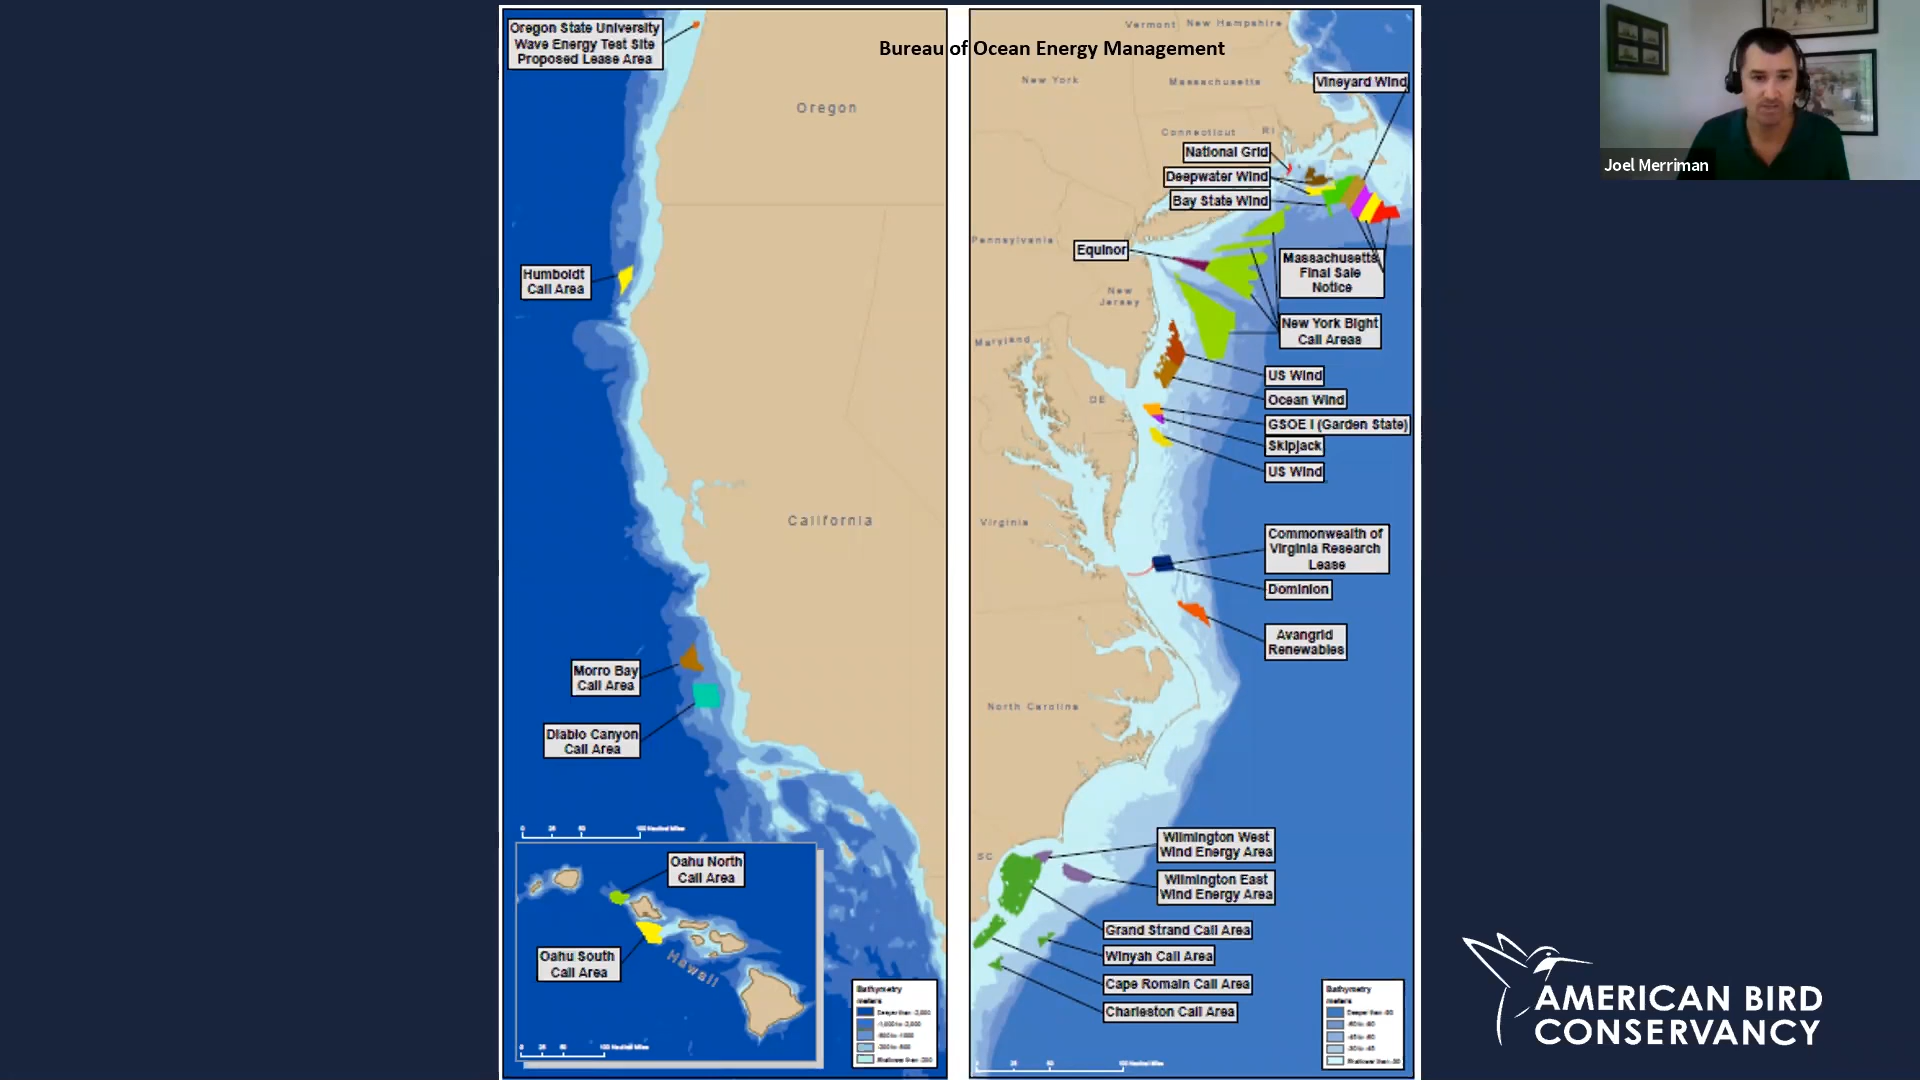 Bureau of Ocean Energy Management
Oregon State University
Wave Energy Test Site
Proposed Lease Area
Oregon
Humboldt
Call Area
California
Morro Bay
Call Area
Diablo Canyon
Call Area
Oahu North
Call Area
Oahu South
Call Area
Hawaii
Bathymetry
meters
Vermont
New Hampshire
New York
Massachusetts
Vineyard Wind
Connecticut
RI
National Grid
Deepwater Wind
Bay State Wind
Pennsylvania
Equinor
Massachusetts
Final Sale
Notice
New
Jersey
New York Bight
Call Areas
Maryland
US Wind
DE
Ocean Wind
GSOE I (Garden State)
Skipjack
US Wind
Virginia
Commonwealth of
Virginia Research
Lease
Dominion
Avangrid
Renewables
North Carolina
Wilmington West
Wind Energy Area
SC
Wilmington East
Wind Energy Area
Grand Strand Call Area
Winyah Call Area
Cape Romain Call Area
Charleston Call Area
Bathymetry
meters
Joel Merriman
AMERICAN BIRD
CONSERVANCY